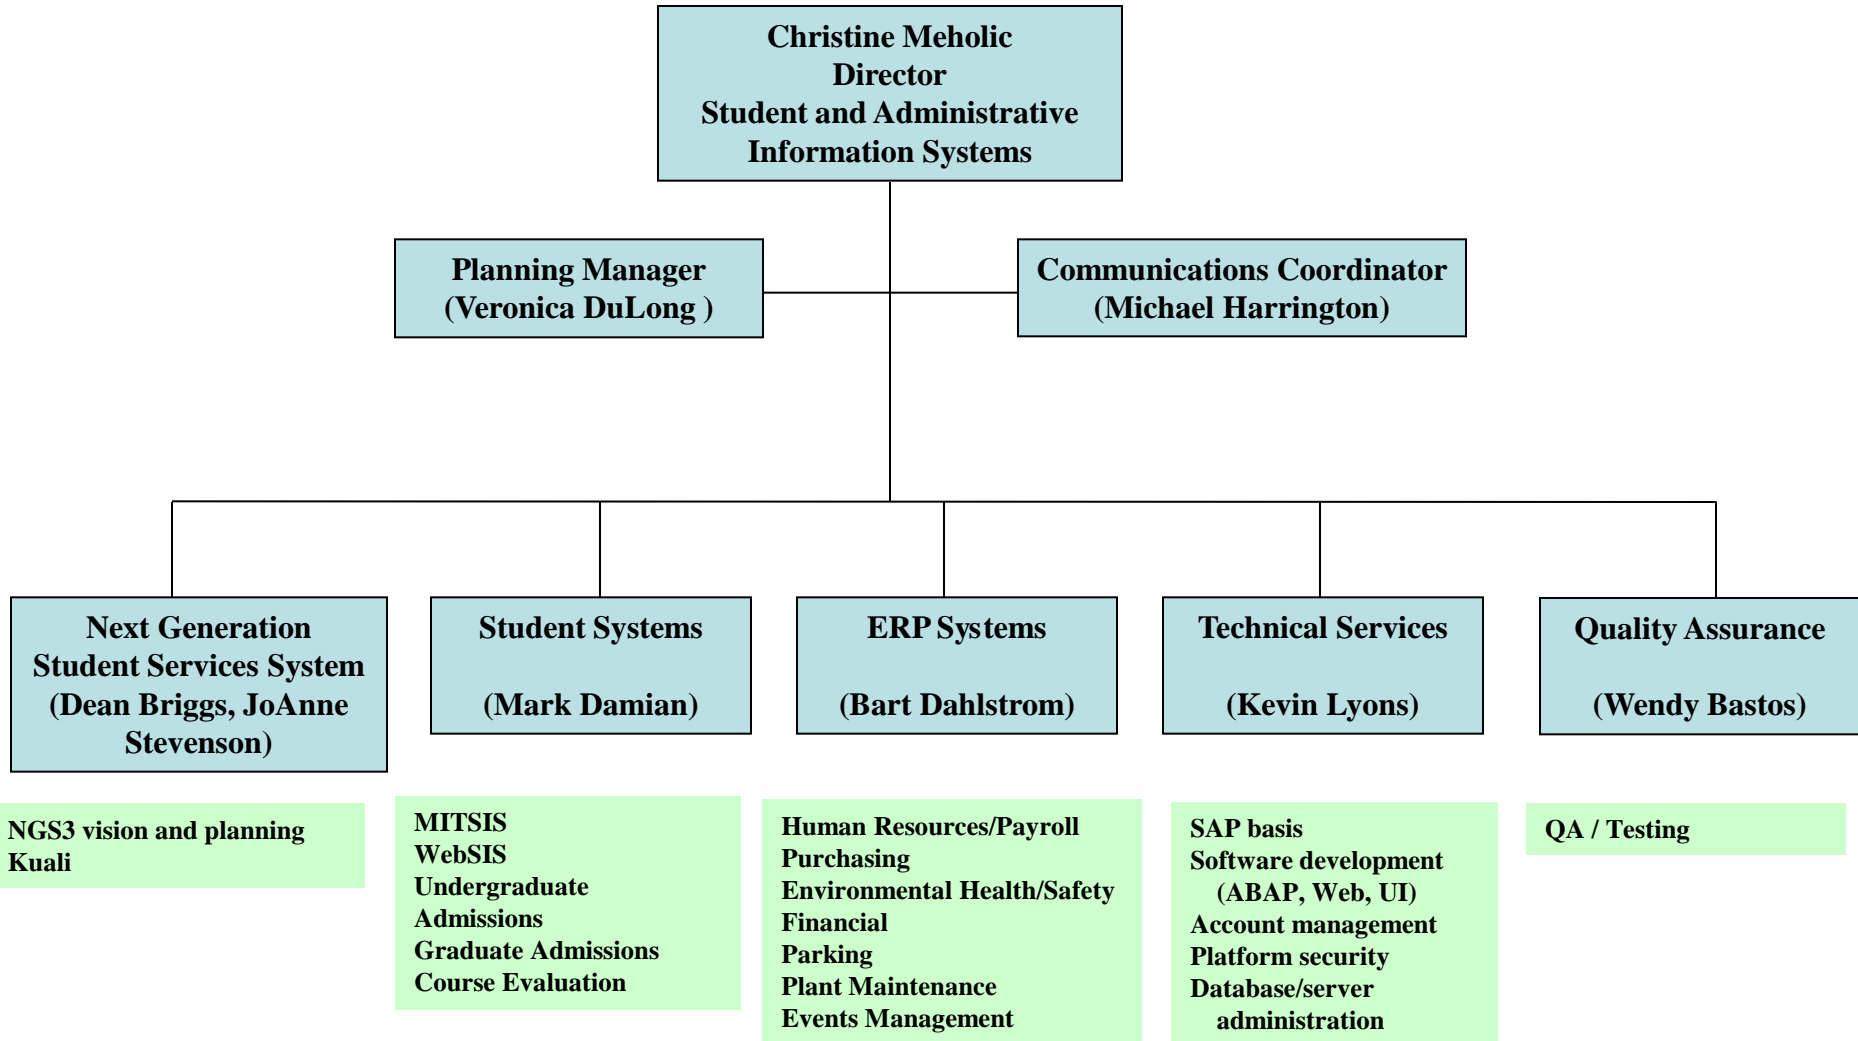 Christine Meholic
Director
Student and Administrative
Information Systems
Planning Manager
(Veronica DuLong )
Communications Coordinator
(Michael Harrington)
Next Generation
Student Services System
(Dean Briggs, JoAnne
Stevenson)
Student Systems
(Mark Damian)
ERP Systems
(Bart Dahlstrom)
Technical Services
(Kevin Lyons)
Quality Assurance
(Wendy Bastos)
NGS3 vision and planning
Kuali
MITSIS
WebSIS
Undergraduate
Admissions
Graduate Admissions
Course Evaluation
Human Resources/Payroll
Purchasing
Environmental Health/Safety
Financial
Parking
Plant Maintenance
Events Management
SAP basis
Software development
(ABAP, Web, UI)
Account management
Platform security
Database/server
administration
QA / Testing